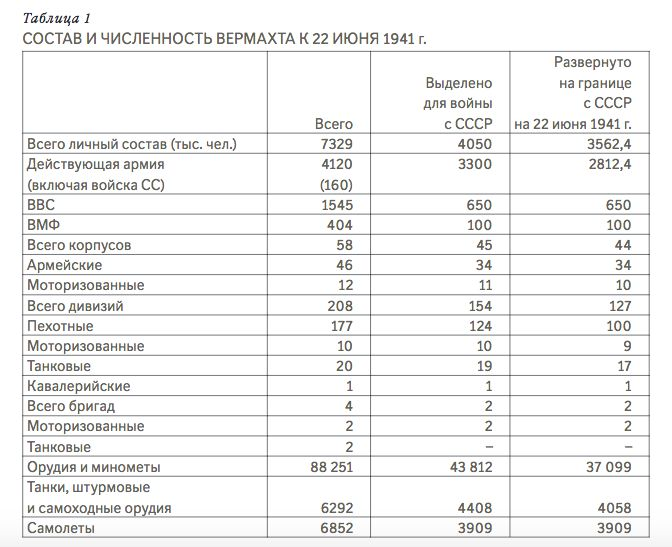 Таблица 1
СОСТАВ И ЧИСЛЕННОСТЬ ВЕРМАХТА К 22 ИЮНЯ 1941 г.
Всего
Выделено для войны с СССР
Развернуто на границе с СССР на 22 июня 1941 г.
Всего личный состав (тыс. чел.) 7329 4050 3562,4
Действующая армия 4120 3300 2812,4
(включая войска СС) (160)
ВВС 1545 650 650
ВМФ 404 100 100
Всего корпусов 58 45 44
Армейские 46 34 34
Моторизованные 12 11 10
Всего дивизий 208 154 127
Пехотные 177 124 100
Моторизованные 10 10 9
Танковые 20 19 17
Кавалерийские 1 1 1
Всего бригад 4 2 2
Моторизованные 2 2 2
Танковые 2 – –
Орудия и минометы 88 251 43 812 37 099
Танки, штурмовые
и самоходные орудия 6292 4408 4058
Самолеты 6852 3909 3909